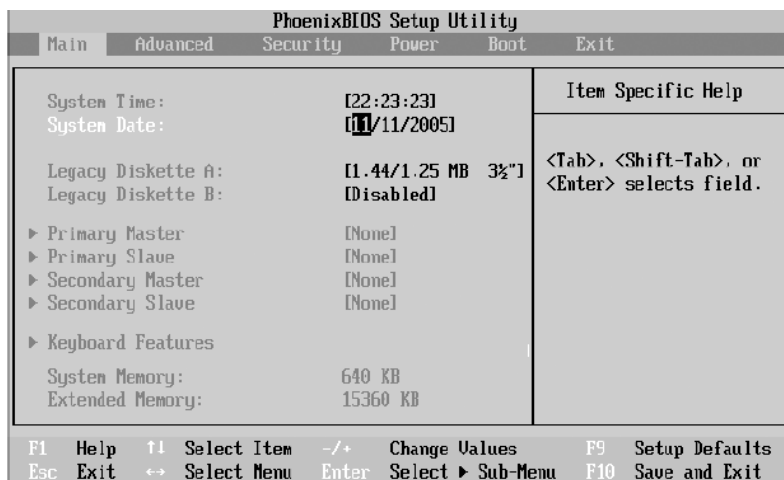 PhoenixBIOS Setup Utility
Main Advanced Security Power Boot Exit
Item Specific Help
System Time: [22:23:23]
System Date: [11/11/2005]
<Tab>, <Shift-Tab>, or
<Enter> selects field.
Legacy Diskette A: [1.44/1.25 MB 3½"]
Legacy Diskette B: [Disabled]
▶ Primary Master [None]
▶ Primary Slave [None]
▶ Secondary Master [None]
▶ Secondary Slave [None]
▶ Keyboard Features
System Memory: 640 KB
Extended Memory: 15360 KB
F1 Help ↑↓ Select Item -/+ Change Values F9 Setup Defaults
Esc Exit ↔ Select Menu Enter Select ▶ Sub-Menu F10 Save and Exit